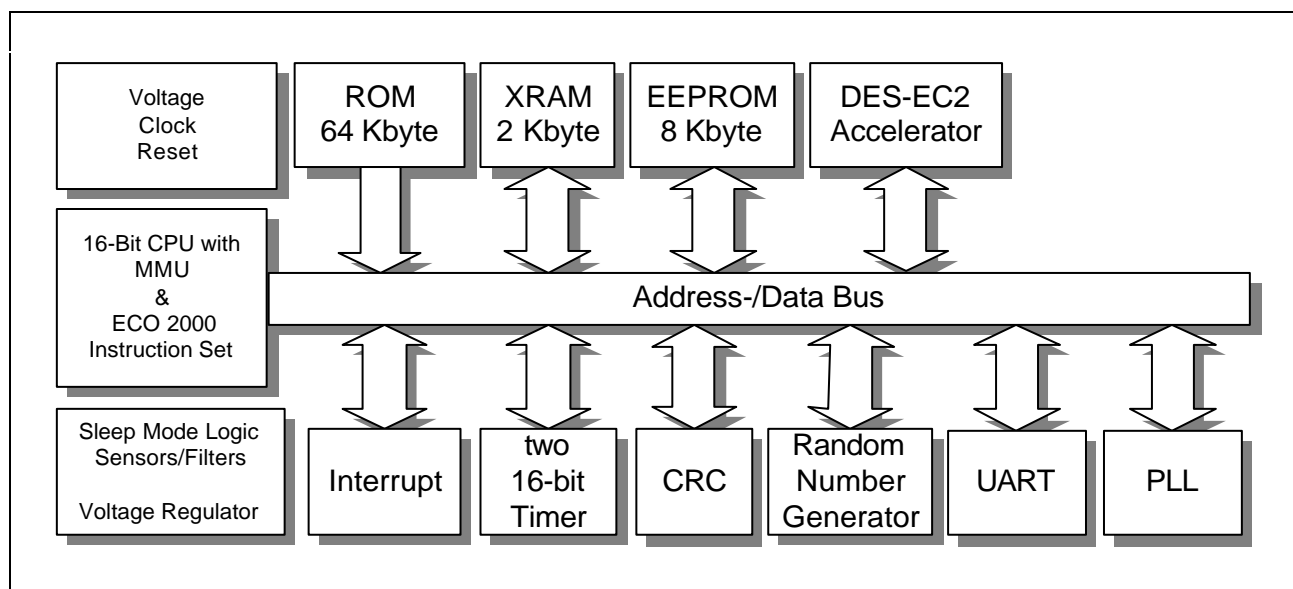 Voltage
Clock
Reset
ROM
64 Kbyte
XRAM
2 Kbyte
EEPROM
8 Kbyte
DES-EC2
Accelerator
16-Bit CPU with
MMU
&
ECO 2000
Instruction Set
Address-/Data Bus
Sleep Mode Logic
Sensors/Filters
Voltage Regulator
Interrupt
two
16-bit
Timer
CRC
Random
Number
Generator
UART
PLL